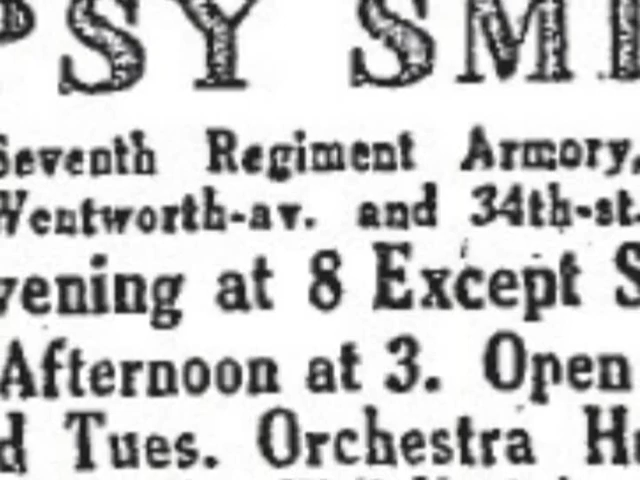 PSY SM
Seventh Regiment Armory,
Wentworth-av. and 34th-st.
vening at 8 Except S
Afternoon at 3. Open
d Tues. Orchestra H